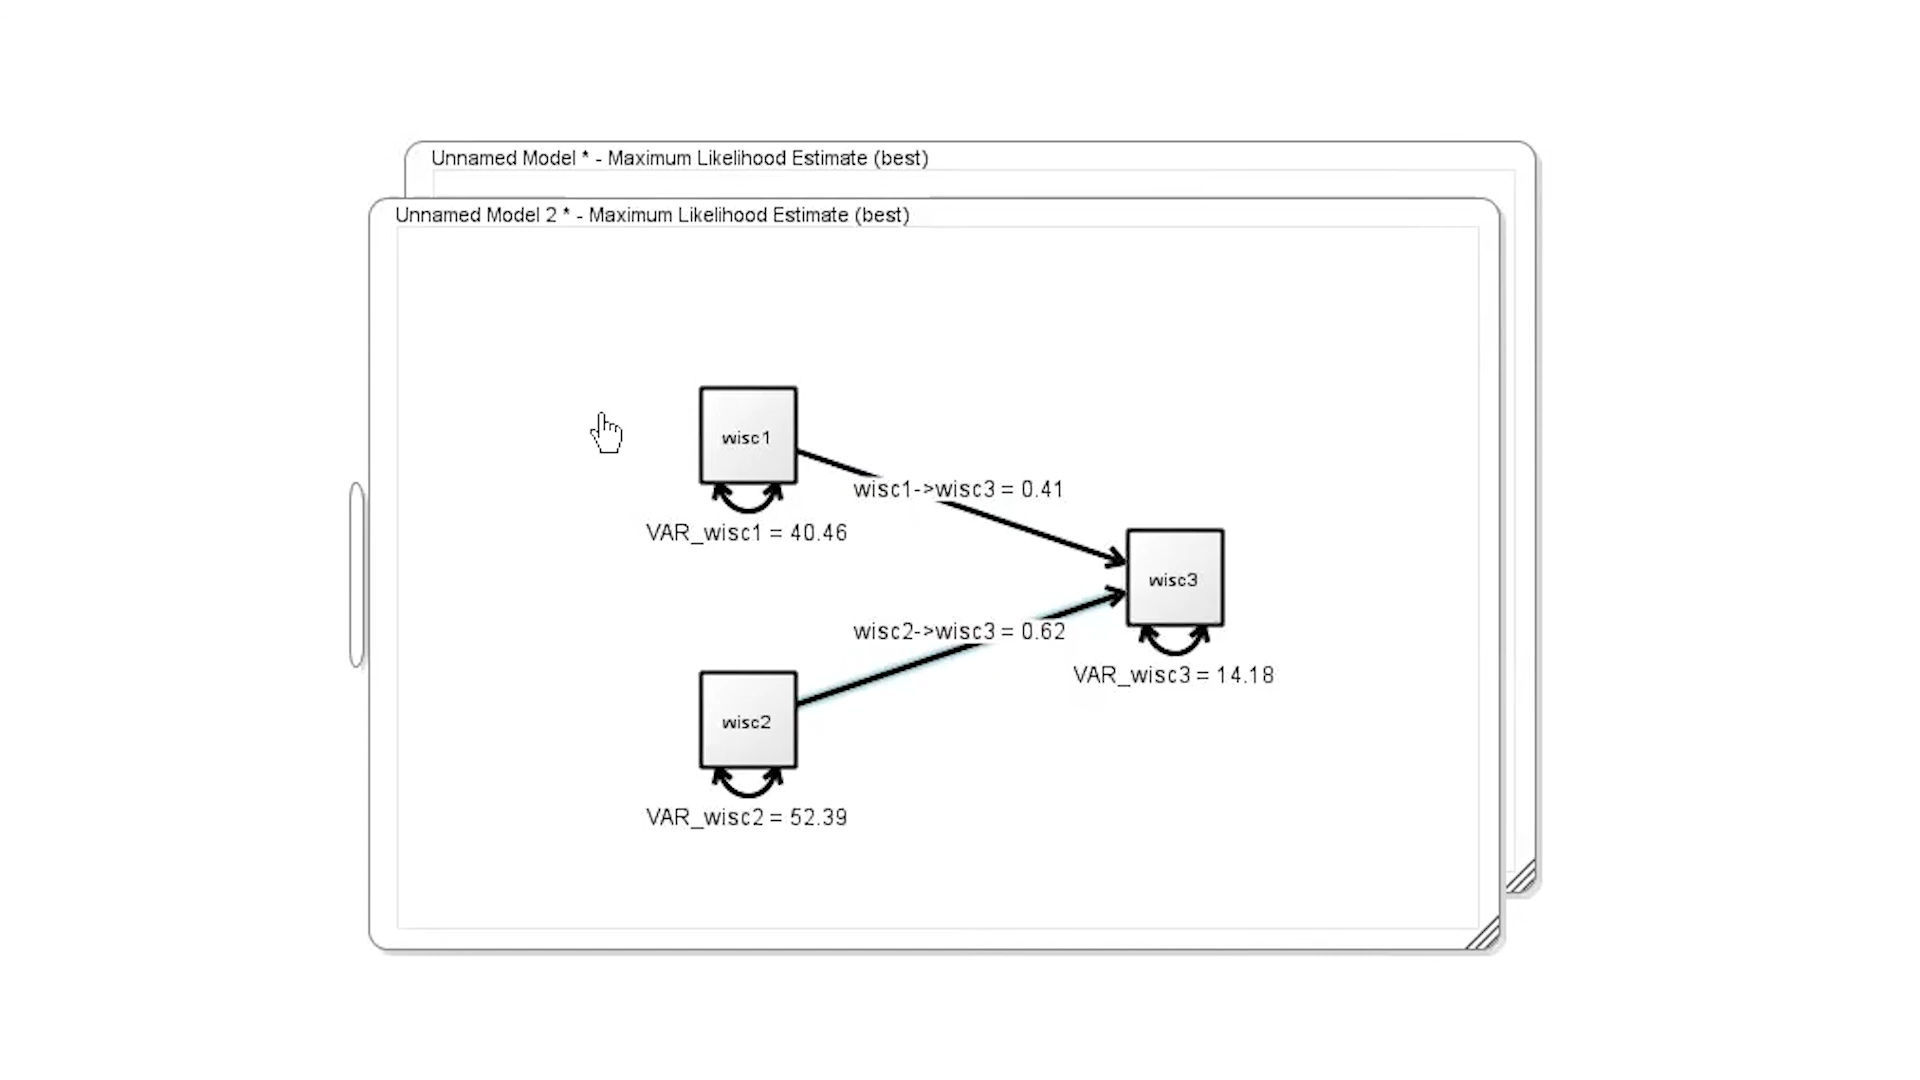 Unnamed Model * - Maximum Likelihood Estimate (best)
Unnamed Model 2 * - Maximum Likelihood Estimate (best)
wisc1
wisc1->wisc3 = 0.41
VAR_wisc1 = 40.46
wisc3
wisc2->wisc3 = 0.62
VAR_wisc3 = 14.18
wisc2
VAR_wisc2 = 52.39